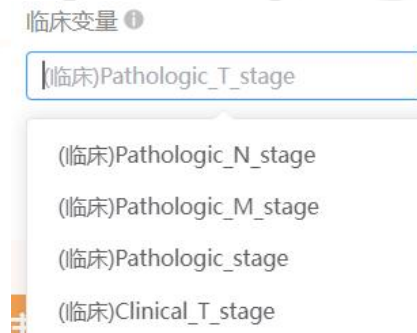 临床变量
(临床)Pathologic_T_stage
(临床)Pathologic_N_stage
(临床)Pathologic_M_stage
(临床)Pathologic_stage
(临床)Clinical_T_stage